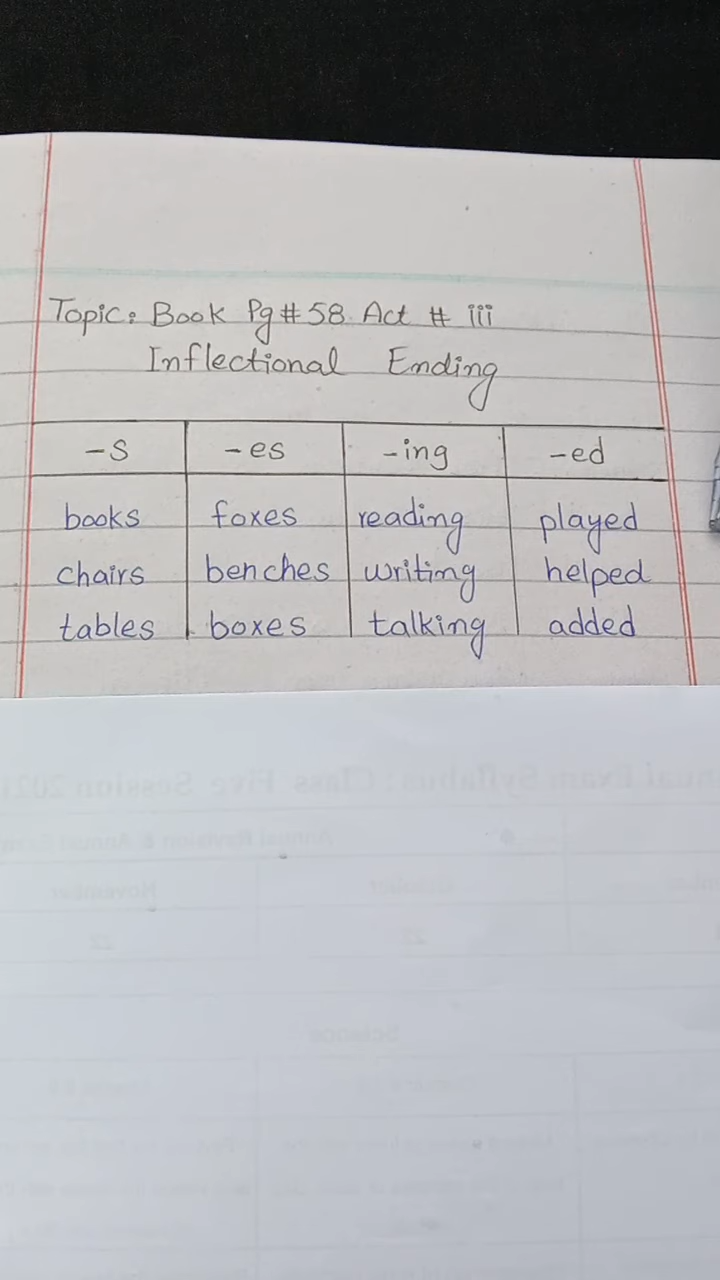 Topic: Book Pg # 58 Act # iii
Inflectional Ending
-s -es -ing -ed
books foxes reading played
chairs benches writing helped
tables boxes talking added